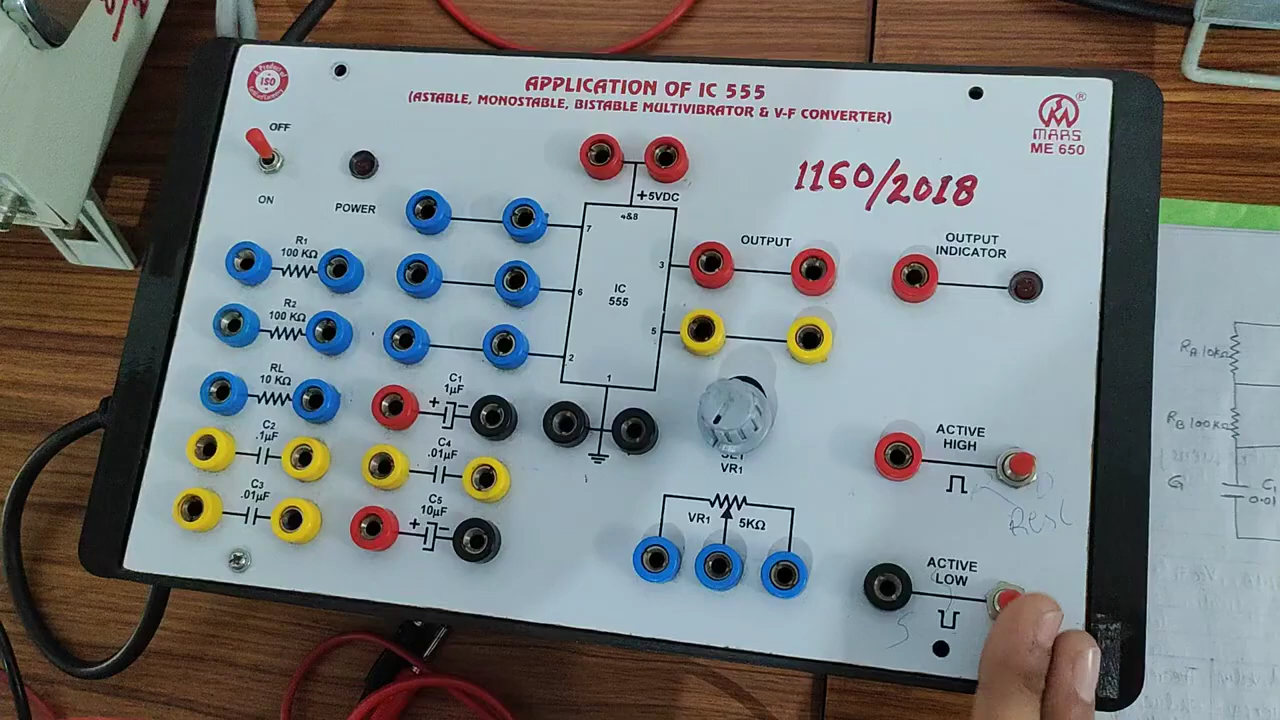 APPLICATION OF IC 555
(ASTABLE, MONOSTABLE, BISTABLE MULTIVIBRATOR & V-F CONVERTER)
ISO
MARS
ME 650
1160/2018
OFF
ON
POWER
+5VDC
4&8
7
6
2
3
5
1
IC
555
OUTPUT
OUTPUT
INDICATOR
R1
100 KΩ
R2
100 KΩ
RL
10 KΩ
C1
1µF
C2
.1µF
C4
.01µF
C3
.01µF
C5
10µF
VR1
VR1 5KΩ
ACTIVE
HIGH
ACTIVE
LOW
RA 10kΩ
RB 100kΩ
C1
0.01